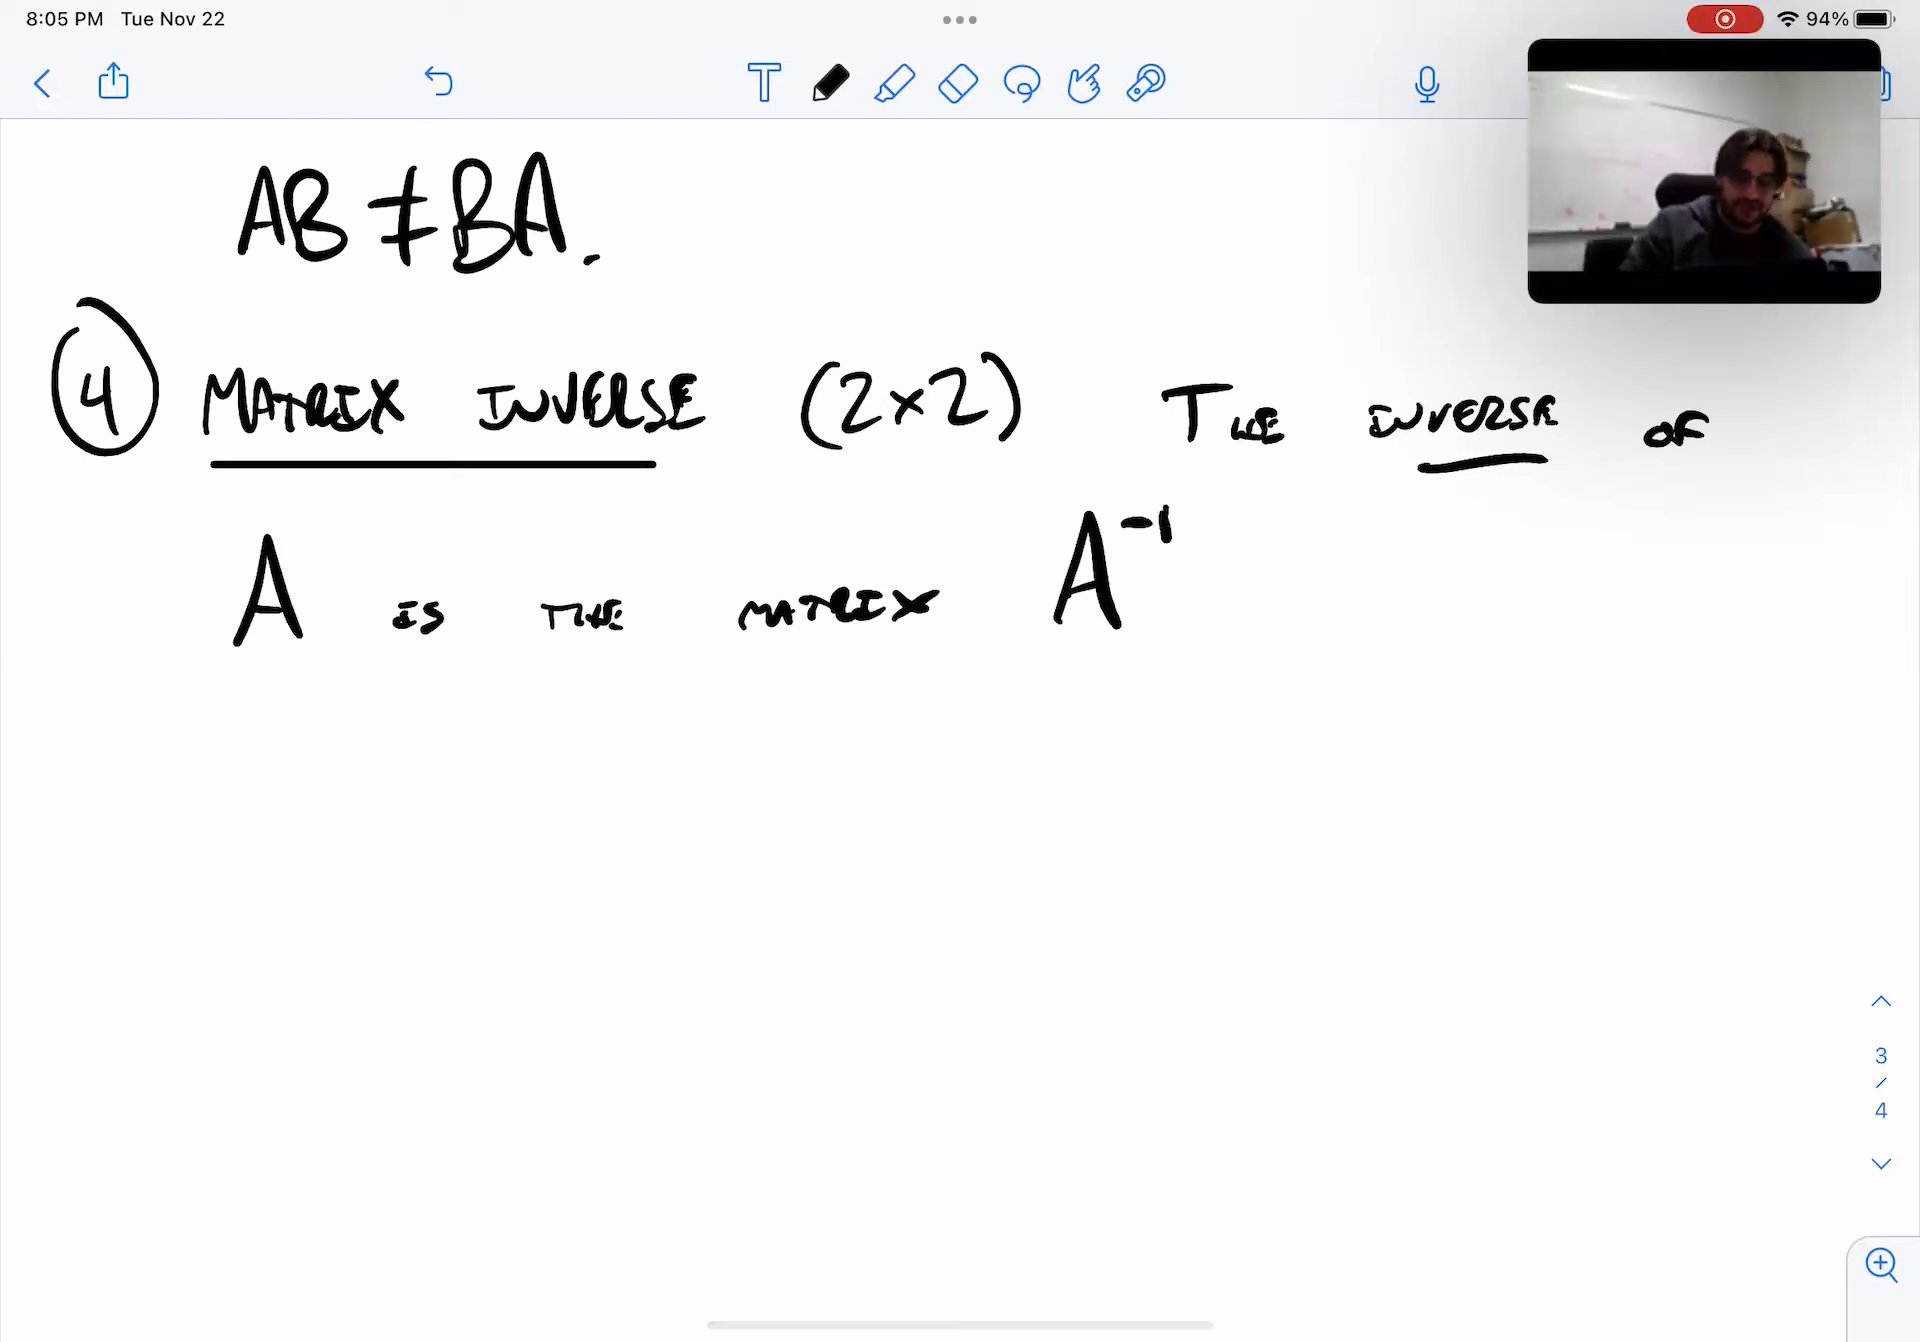 8:05 PM Tue Nov 22
94%
T
AB ≠ BA.
④ MATRIX INVERSE (2×2) THE INVERSE OF
A IS THE MATRIX A⁻¹
3
/
4